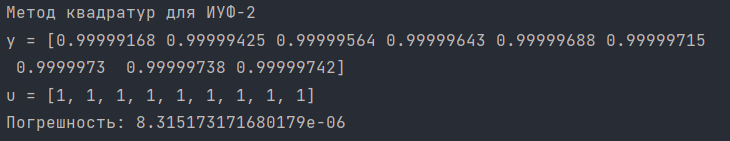 Метод квадратур для ИУФ-2
y = [0.99999168 0.99999425 0.99999564 0.99999643 0.99999688 0.99999715
 0.9999973  0.99999738 0.99999742]
u = [1, 1, 1, 1, 1, 1, 1, 1, 1]
Погрешность: 8.315173171680179e-06